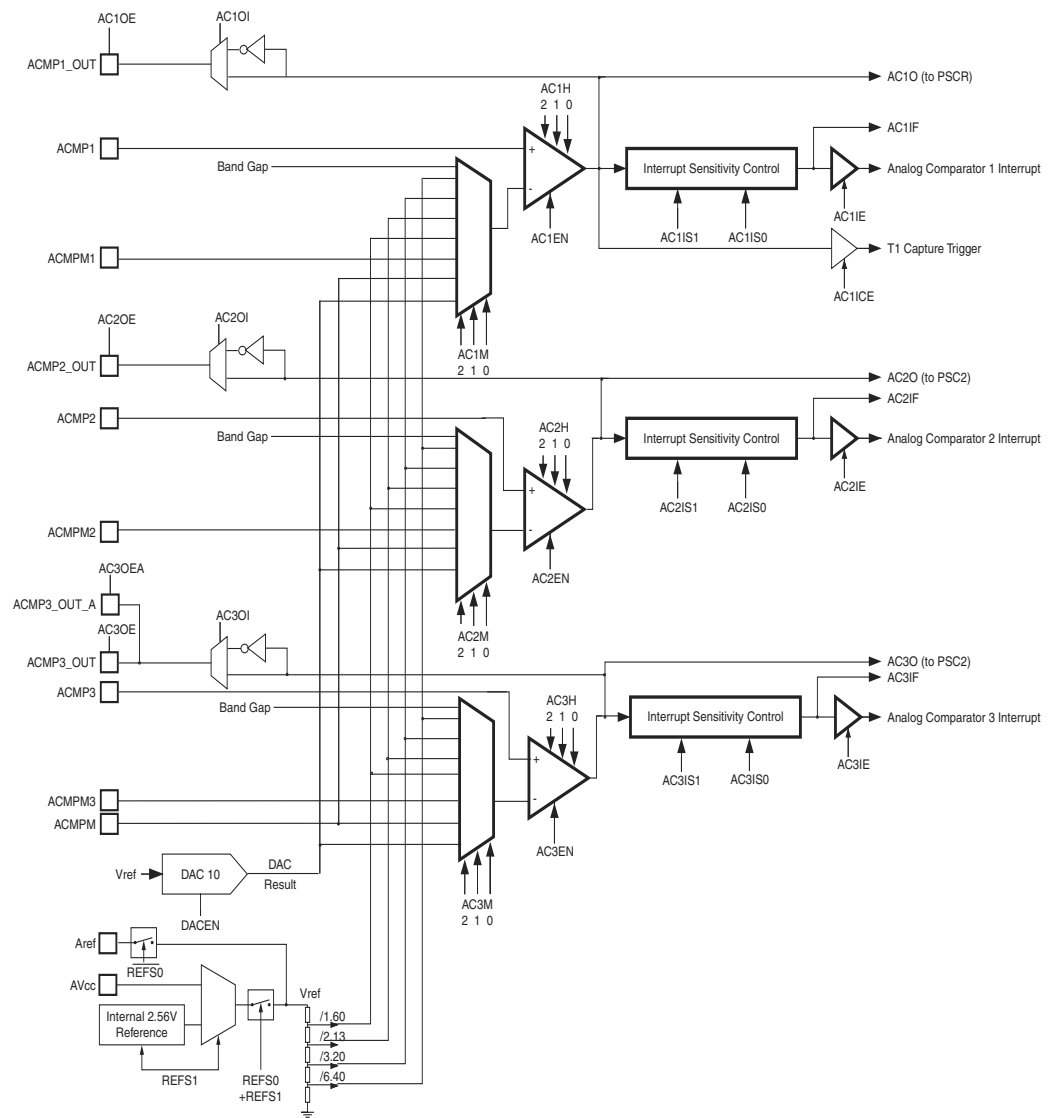 AC1OE
AC1OI
ACMP1_OUT
AC1O (to PSCR)
AC1H
2 1 0
AC1IF
ACMP1
+
Band Gap
Interrupt Sensitivity Control
Analog Comparator 1 Interrupt
-
AC1IE
AC1EN
AC1IS1
AC1IS0
T1 Capture Trigger
ACMPM1
AC1ICE
AC2OE
AC2OI
AC1M
2 1 0
ACMP2_OUT
AC2O (to PSC2)
AC2IF
ACMP2
AC2H
2 1 0
Band Gap
Interrupt Sensitivity Control
Analog Comparator 2 Interrupt
+
AC2IE
AC2IS1
AC2IS0
ACMPM2
-
AC2EN
AC3OEA
ACMP3_OUT_A
AC3OI
AC2M
2 1 0
AC3OE
ACMP3_OUT
AC3O (to PSC2)
AC3IF
ACMP3
AC3H
2 1 0
Band Gap
Interrupt Sensitivity Control
Analog Comparator 3 Interrupt
+
AC3IE
AC3IS1
AC3IS0
ACMPM3
-
ACMPM
AC3EN
Vref
DAC 10
DAC
Result
AC3M
2 1 0
DACEN
Aref
REFS0
AVcc
Vref
Internal 2.56V
Reference
/1.60
/2.13
/3.20
/6.40
REFS1
REFS0
+REFS1